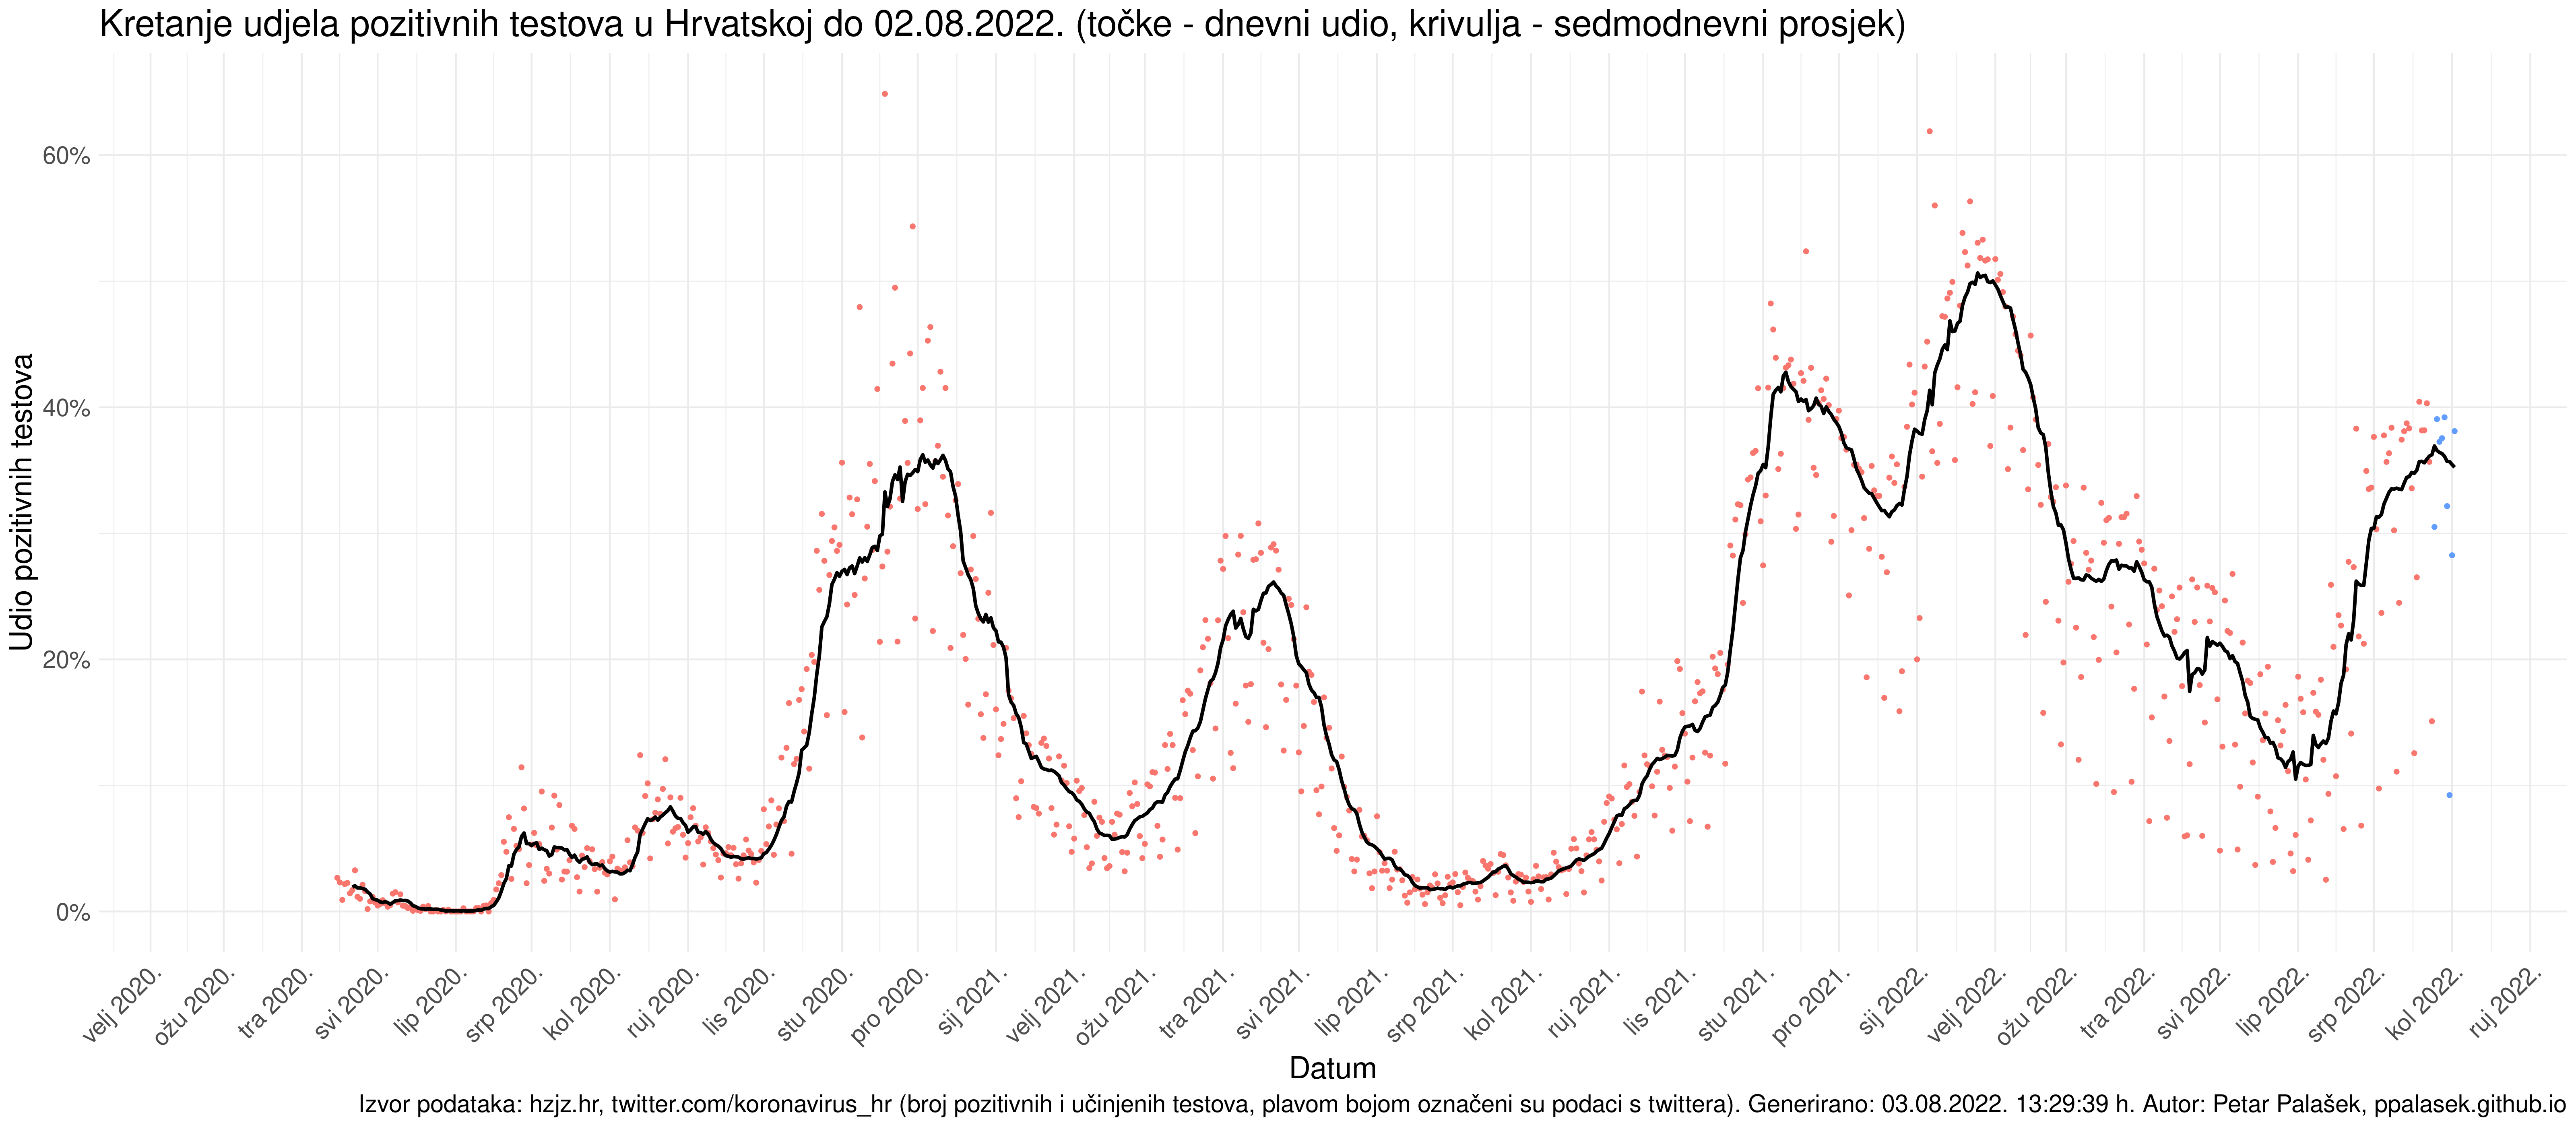 Kretanje udjela pozitivnih testova u Hrvatskoj do 02.08.2022. (točke - dnevni udio, krivulja - sedmodnevni prosjek)
Udio pozitivnih testova
60%
40%
20%
0%
velj 2020.
ožu 2020.
tra 2020.
svi 2020.
lip 2020.
srp 2020.
kol 2020.
ruj 2020.
lis 2020.
stu 2020.
pro 2020.
sij 2021.
velj 2021.
ožu 2021.
tra 2021.
svi 2021.
lip 2021.
srp 2021.
kol 2021.
ruj 2021.
lis 2021.
stu 2021.
pro 2021.
sij 2022.
velj 2022.
ožu 2022.
tra 2022.
svi 2022.
lip 2022.
srp 2022.
kol 2022.
ruj 2022.
Datum
Izvor podataka: hzjz.hr, twitter.com/koronavirus_hr (broj pozitivnih i učinjenih testova, plavom bojom označeni su podaci s twittera). Generirano: 03.08.2022. 13:29:39 h. Autor: Petar Palašek, ppalasek.github.io